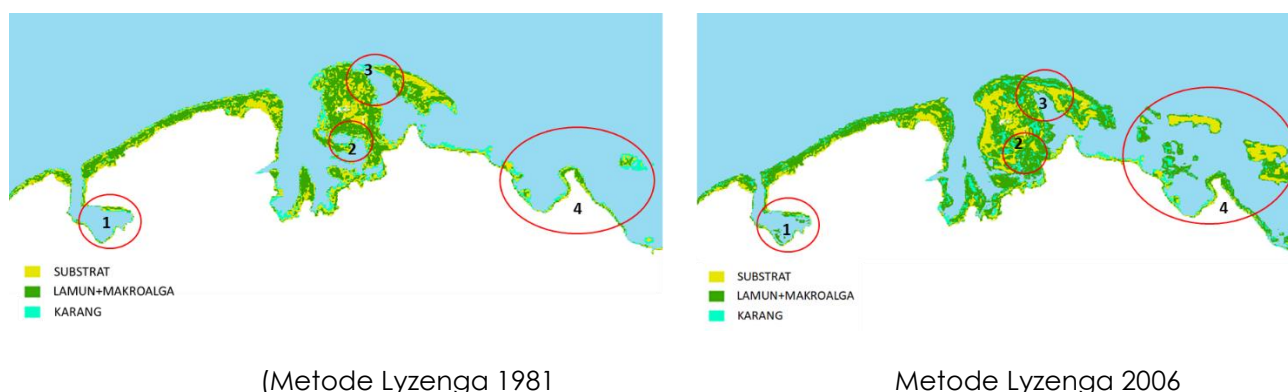 3
2
4
1
SUBSTRAT
LAMUN+MAKROALGA
KARANG
(Metode Lyzenga 1981
3
2
4
1
SUBSTRAT
LAMUN+MAKROALGA
KARANG
Metode Lyzenga 2006